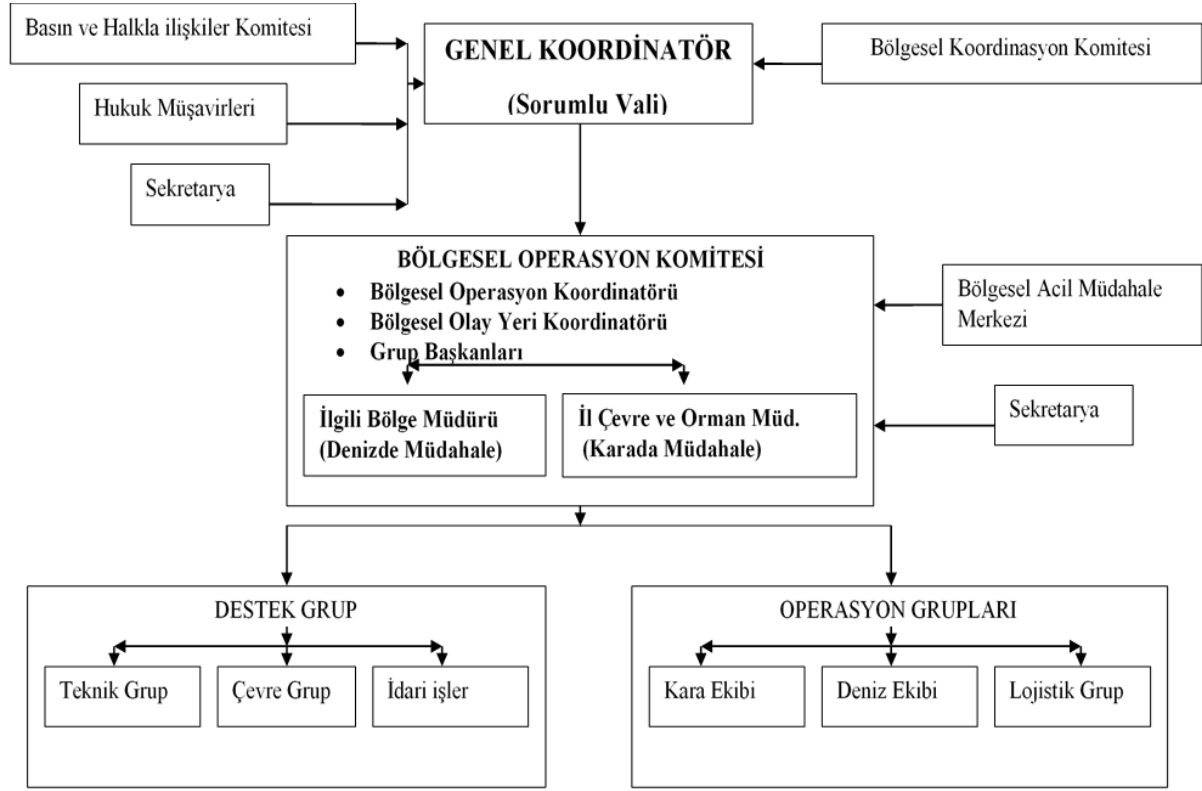 Basın ve Halkla ilişkiler Komitesi
GENEL KOORDİNATÖR
(Sorumlu Vali)
Bölgesel Koordinasyon Komitesi
Hukuk Müşavirleri
Sekretarya
BÖLGESEL OPERASYON KOMİTESİ
• Bölgesel Operasyon Koordinatörü
• Bölgesel Olay Yeri Koordinatörü
• Grup Başkanları
Bölgesel Acil Müdahale
Merkezi
İlgili Bölge Müdürü
(Denizde Müdahale)
İl Çevre ve Orman Müd.
(Karada Müdahale)
Sekretarya
DESTEK GRUP
Teknik Grup
Çevre Grup
İdari işler
OPERASYON GRUPLARI
Kara Ekibi
Deniz Ekibi
Lojistik Grup